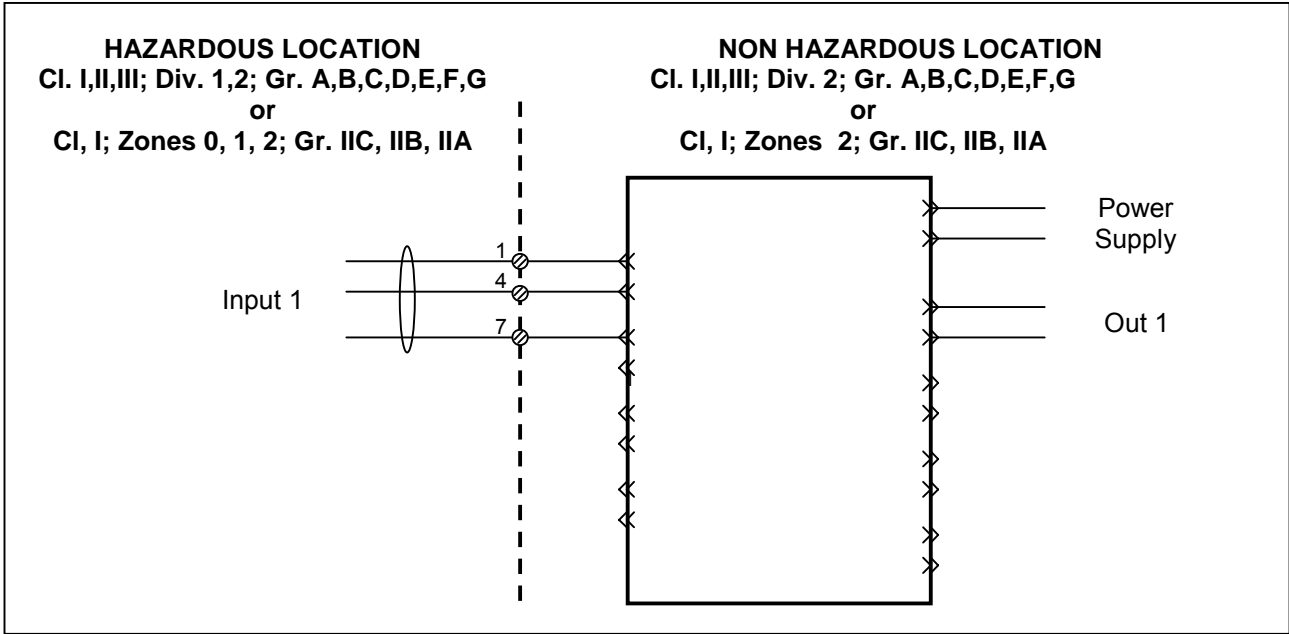 HAZARDOUS LOCATION
Cl. I,II,III; Div. 1,2; Gr. A,B,C,D,E,F,G
or
Cl, I; Zones 0, 1, 2; Gr. IIC, IIB, IIA
NON HAZARDOUS LOCATION
Cl. I,II,III; Div. 2; Gr. A,B,C,D,E,F,G
or
Cl, I; Zones 2; Gr. IIC, IIB, IIA
Input 1
1
4
7
Power
Supply
Out 1